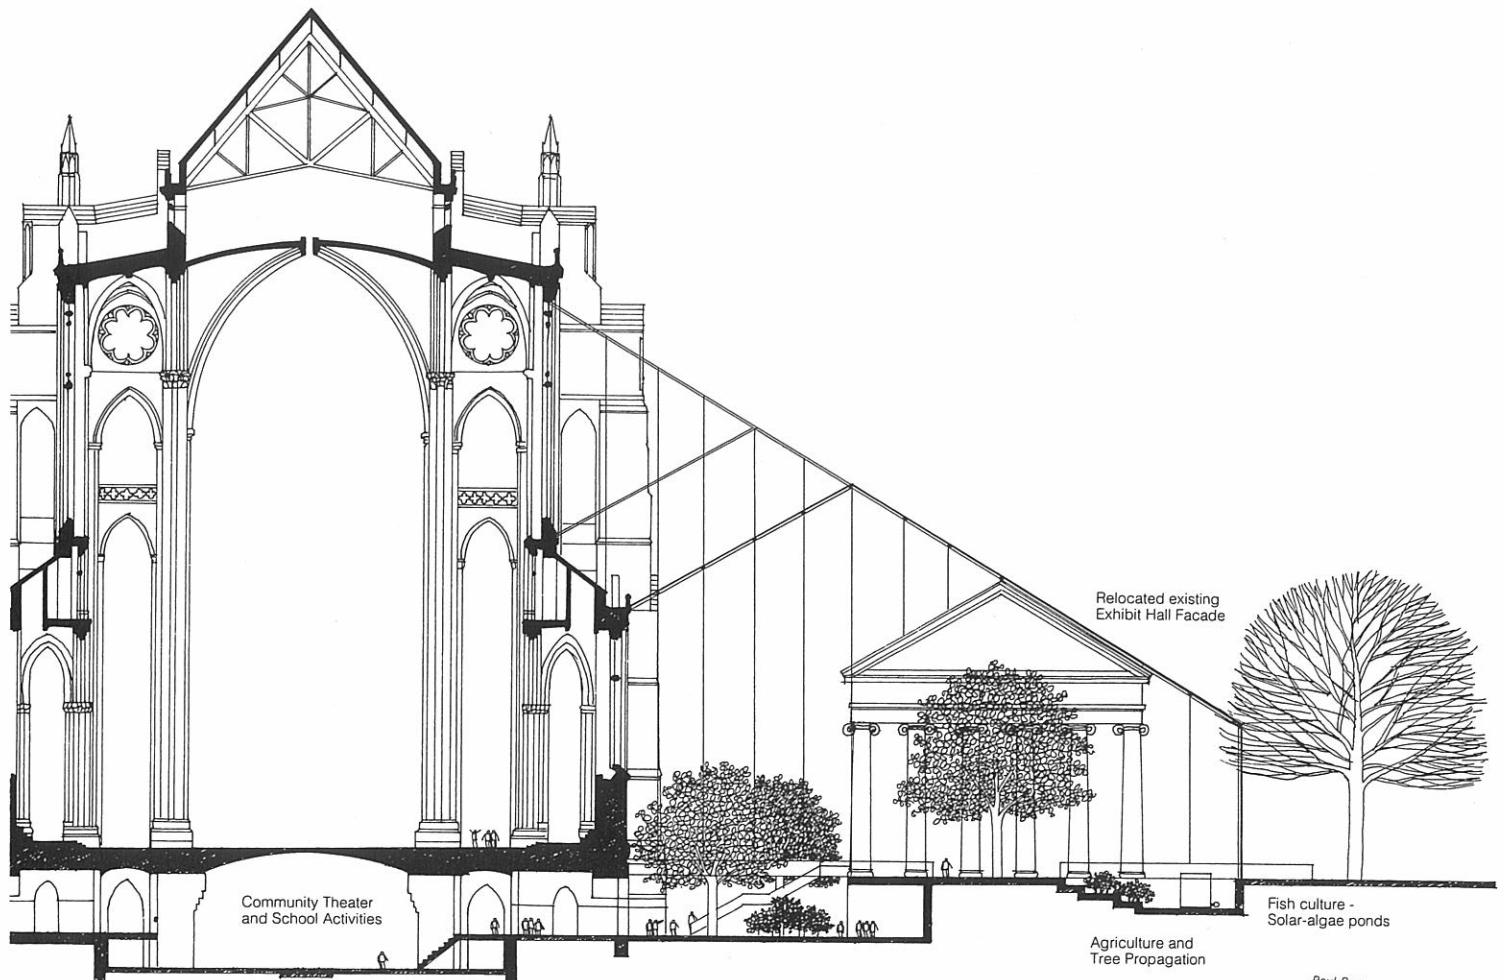 Relocated existing
Exhibit Hall Facade
Community Theater
and School Activities
Fish culture -
Solar-algae ponds
Agriculture and
Tree Propagation